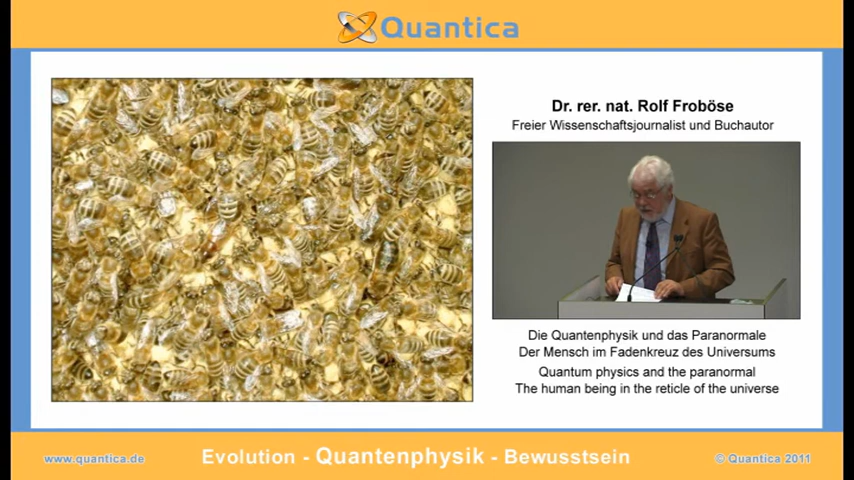 Quantica
Dr. rer. nat. Rolf Froböse
Freier Wissenschaftsjournalist und Buchautor
Die Quantenphysik und das Paranormale
Der Mensch im Fadenkreuz des Universums
Quantum physics and the paranormal
The human being in the reticle of the universe
www.quantica.de
Evolution - Quantenphysik - Bewusstsein
© Quantica 2011